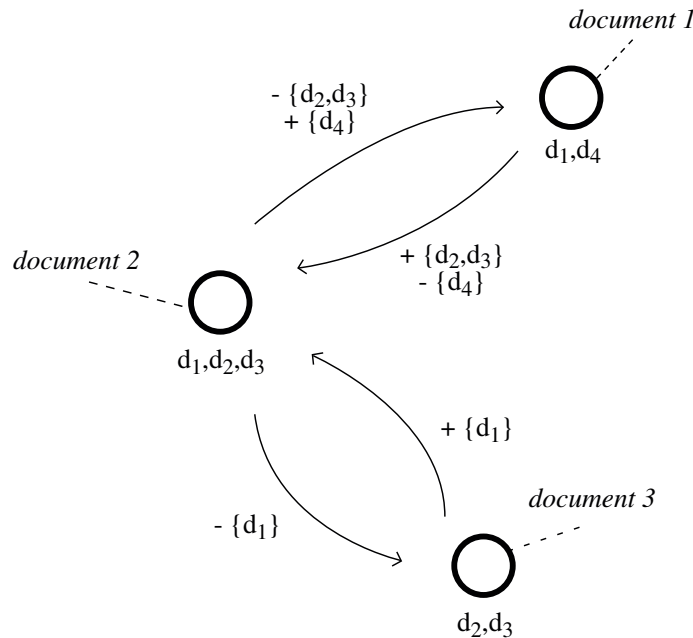 document 1
- {d₂,d₃}
+ {d₄}
d₁,d₄
+ {d₂,d₃}
- {d₄}
document 2
d₁,d₂,d₃
+ {d₁}
document 3
- {d₁}
d₂,d₃